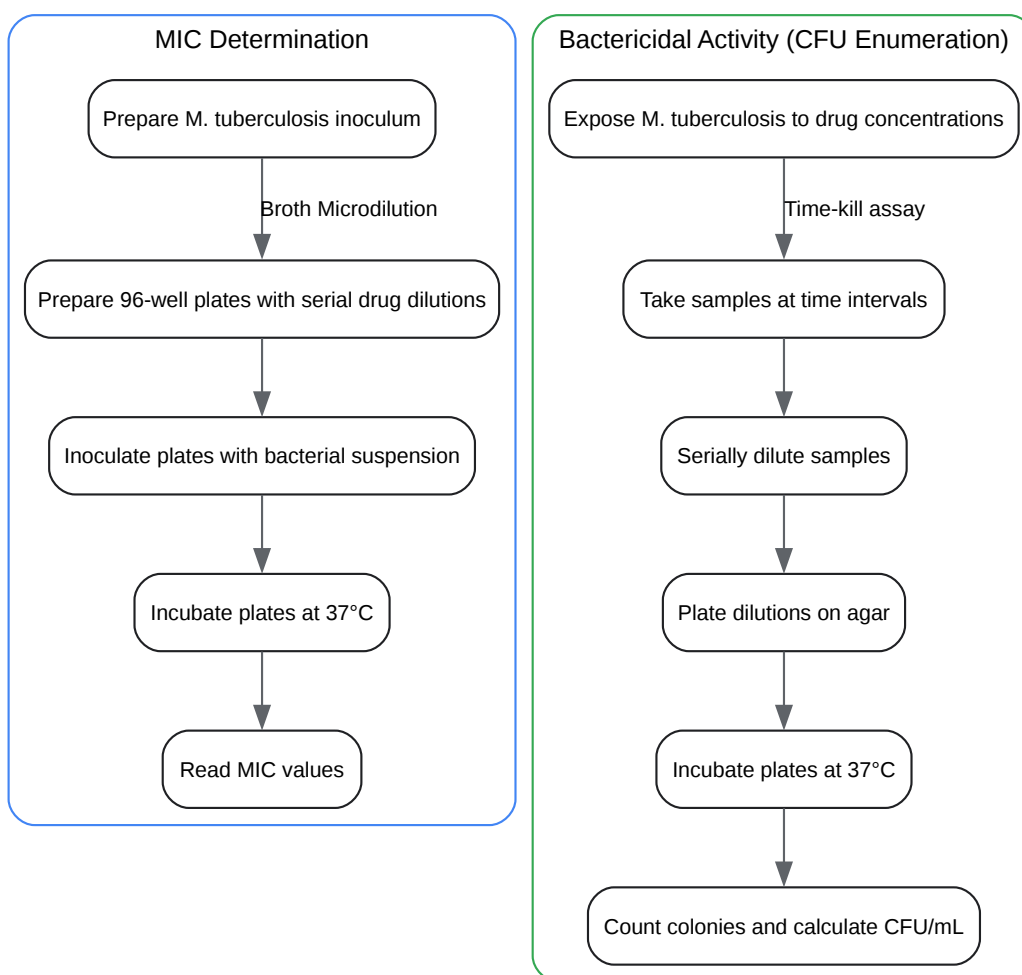 MIC Determination
Prepare M. tuberculosis inoculum
Broth Microdilution
Prepare 96-well plates with serial drug dilutions
Inoculate plates with bacterial suspension
Incubate plates at 37°C
Read MIC values
Bactericidal Activity (CFU Enumeration)
Expose M. tuberculosis to drug concentrations
Time-kill assay
Take samples at time intervals
Serially dilute samples
Plate dilutions on agar
Incubate plates at 37°C
Count colonies and calculate CFU/mL